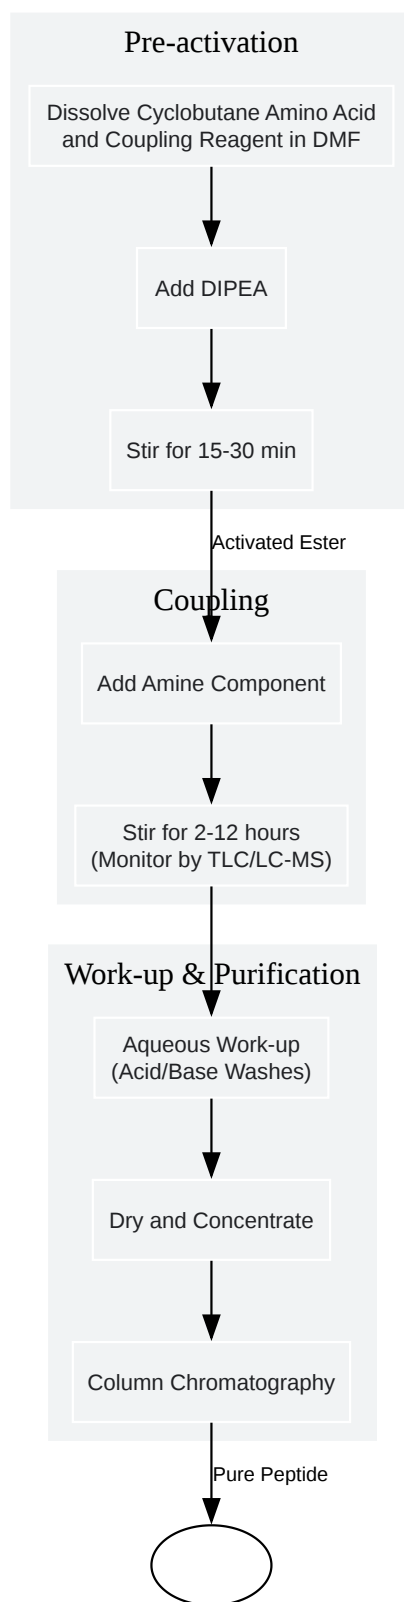 Pre-activation
Dissolve Cyclobutane Amino Acid
and Coupling Reagent in DMF
Add DIPEA
Stir for 15-30 min
Activated Ester
Coupling
Add Amine Component
Stir for 2-12 hours
(Monitor by TLC/LC-MS)
Work-up & Purification
Aqueous Work-up
(Acid/Base Washes)
Dry and Concentrate
Column Chromatography
Pure Peptide